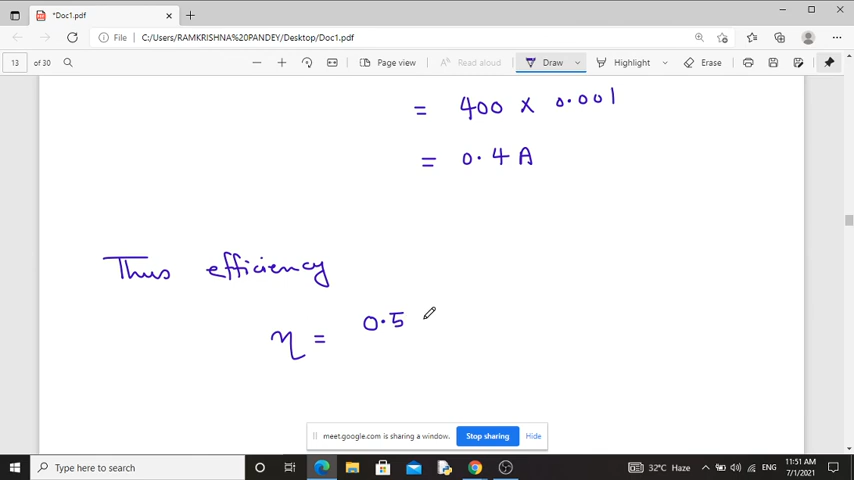 *Doc1.pdf
File C:/Users/RAMKRISHNA%20PANDEY/Desktop/Doc1.pdf
13 of 30 Page view Read aloud Draw Highlight Erase
= 400 × 0.001
= 0.4 A
Thus efficiency
η = 0.5
meet.google.com is sharing a window. Stop sharing Hide
Type here to search
32°C Haze ENG 11:51 AM 7/1/2021